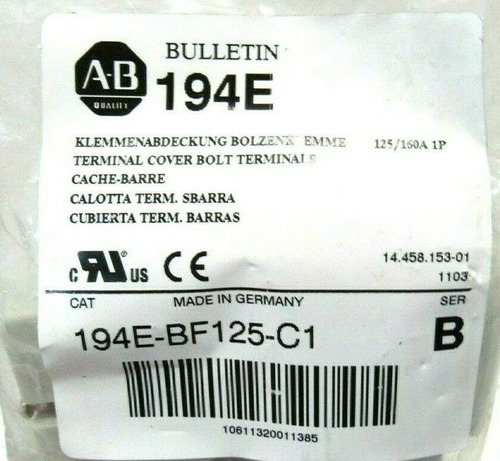 BULLETIN
A-B
QUALITY
194E
KLEMMENABDECKUNG BOLZENK EMME 125/160A 1P
TERMINAL COVER BOLT TERMINALS
CACHE-BARRE
CALOTTA TERM. SBARRA
CUBIERTA TERM. BARRAS
c RU US CE
14.458.153-01
1103
CAT MADE IN GERMANY SER
194E-BF125-C1 B
10611320011385